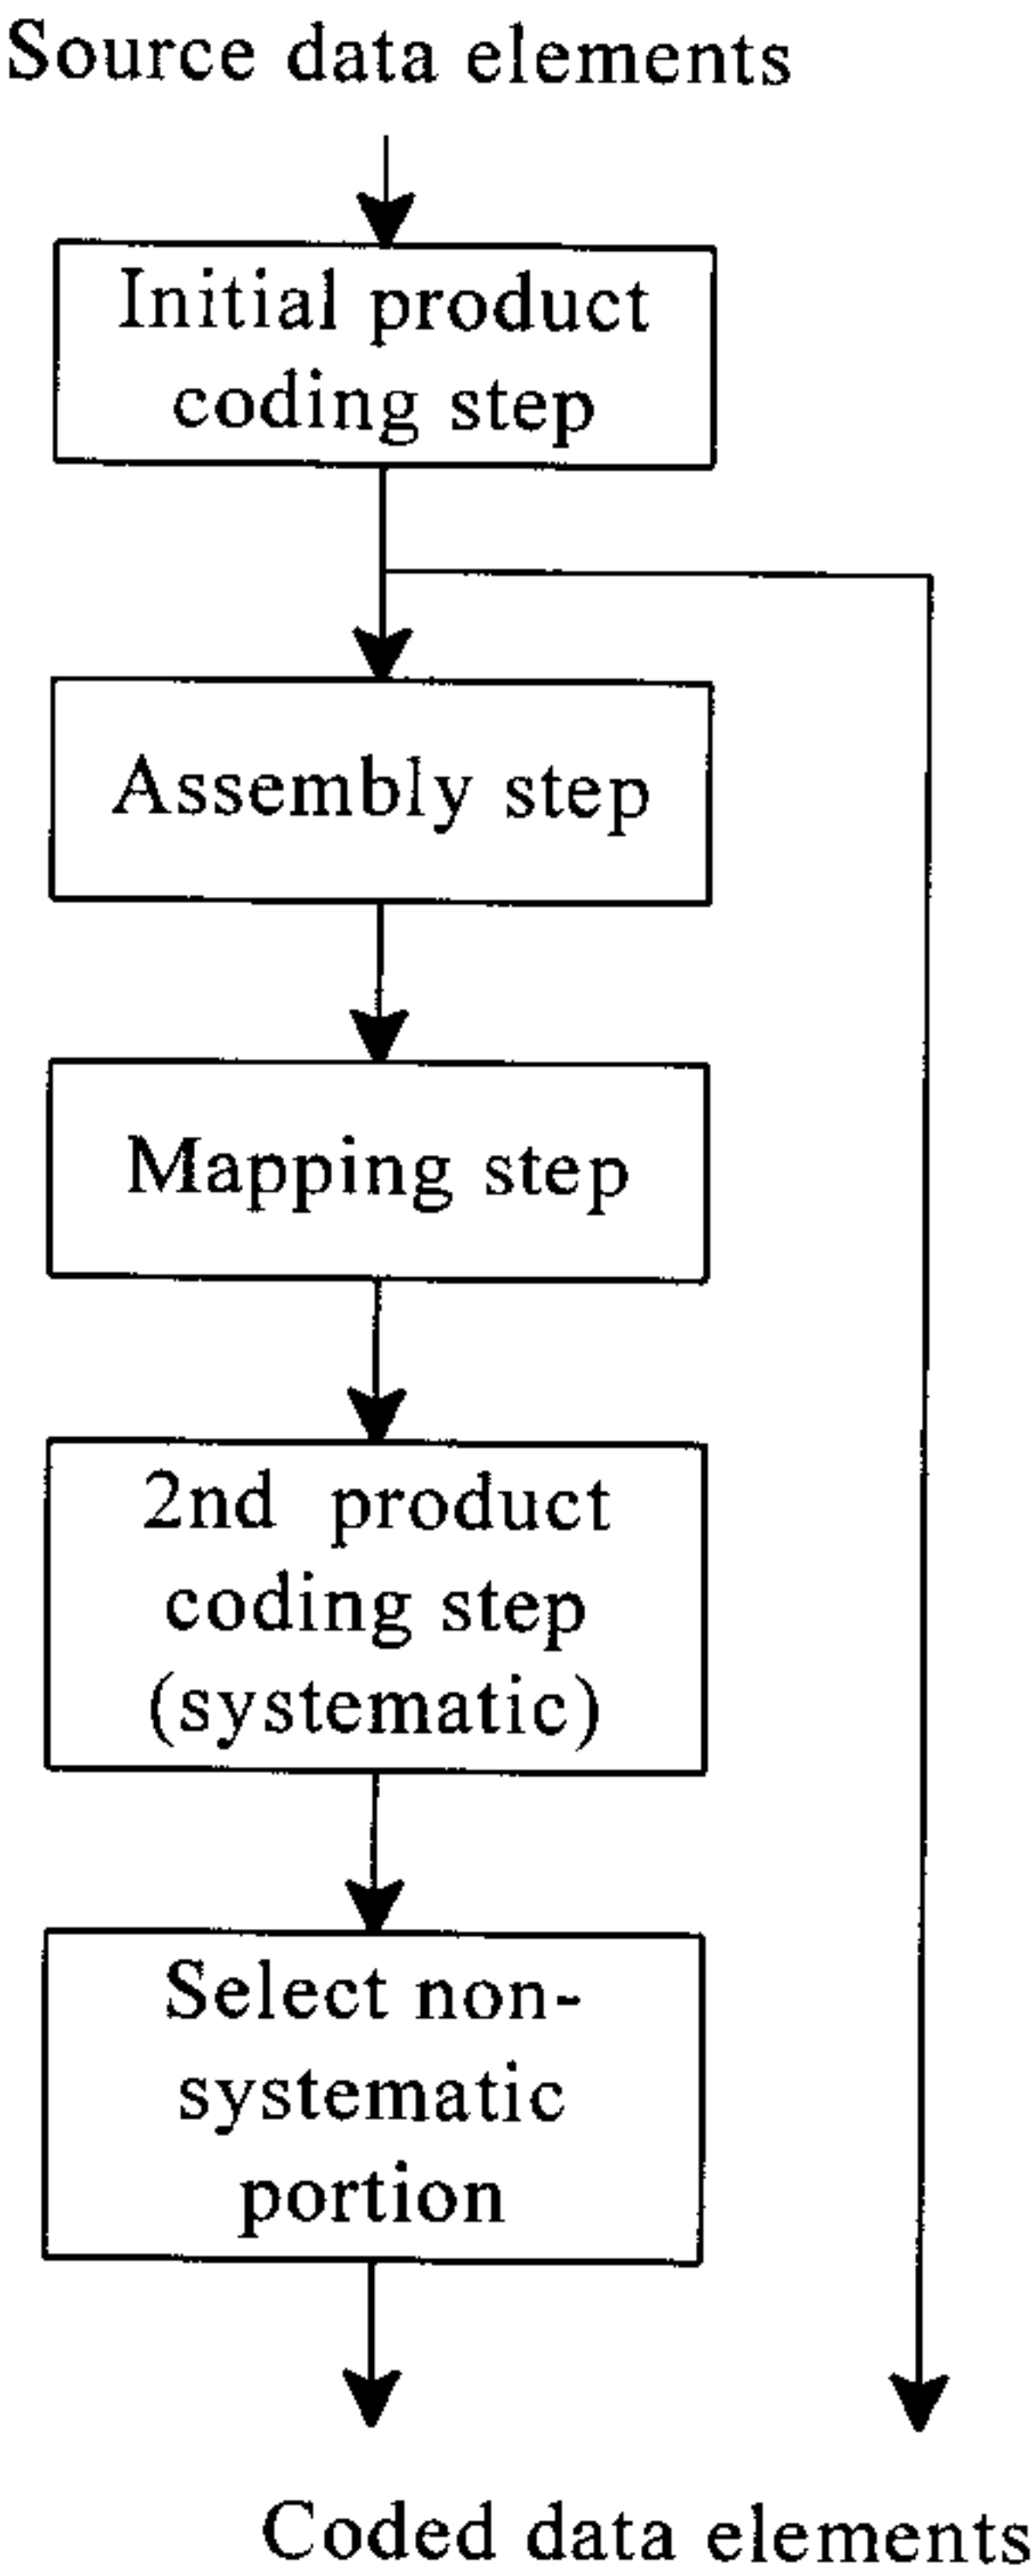 Source data elements
Initial product
coding step
Assembly step
Mapping step
2nd product
coding step
(systematic)
Select non-
systematic
portion
Coded data elements